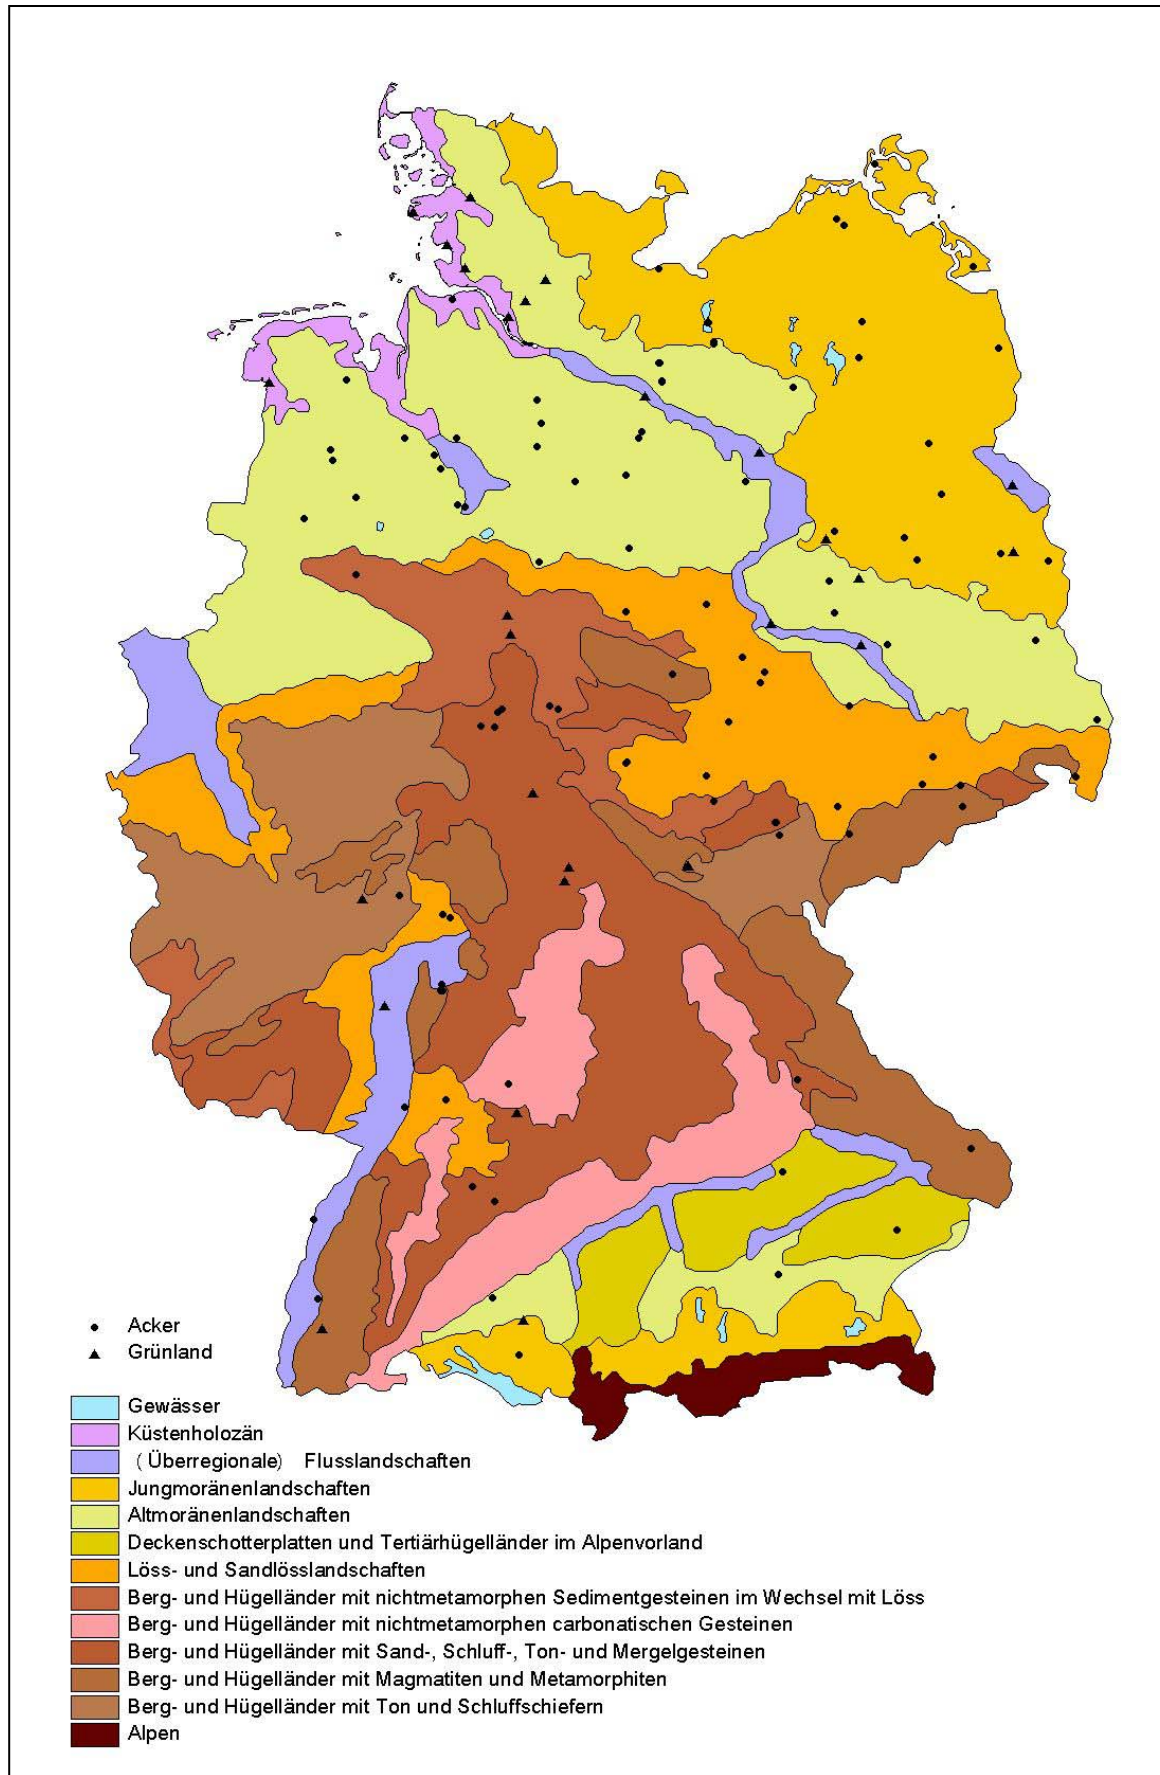 Acker
Grünland
Gewässer
Küstenholozän
( Überregionale) Flusslandschaften
Jungmoränenlandschaften
Altmoränenlandschaften
Deckenschotterplatten und Tertiärhügelländer im Alpenvorland
Löss- und Sandlösslandschaften
Berg- und Hügelländer mit nichtmetamorphen Sedimentgesteinen im Wechsel mit Löss
Berg- und Hügelländer mit nichtmetamorphen carbonatischen Gesteinen
Berg- und Hügelländer mit Sand-, Schluff-, Ton- und Mergelgesteinen
Berg- und Hügelländer mit Magmatiten und Metamorphiten
Berg- und Hügelländer mit Ton und Schluffschiefern
Alpen